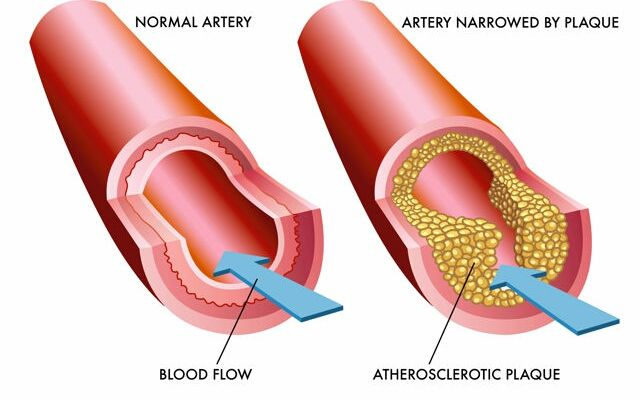 NORMAL ARTERY
ARTERY NARROWED BY PLAQUE
BLOOD FLOW
ATHEROSCLEROTIC PLAQUE